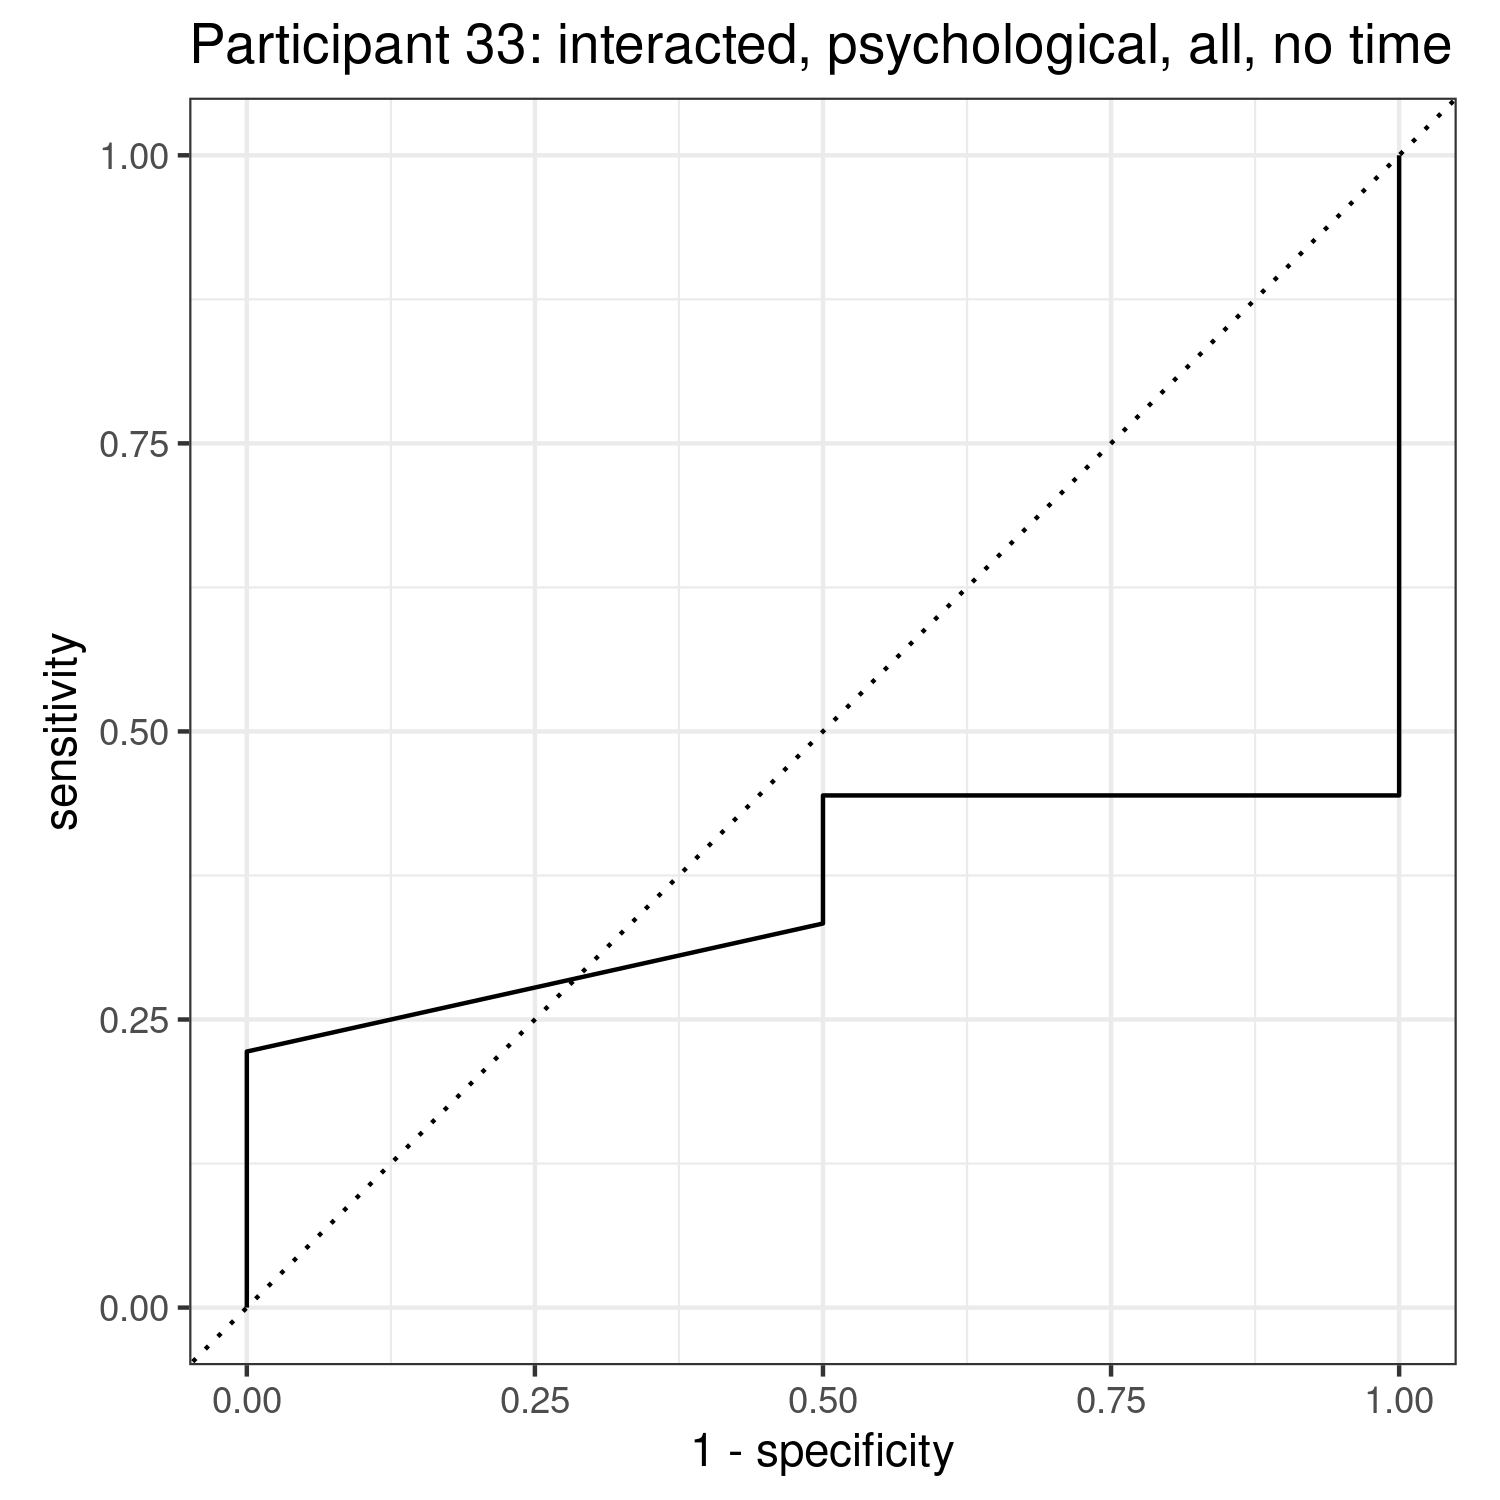 Participant 33: interacted, psychological, all, no time
1.00
0.75
0.50
0.25
0.00
sensitivity
0.00 0.25 0.50 0.75 1.00
1 - specificity